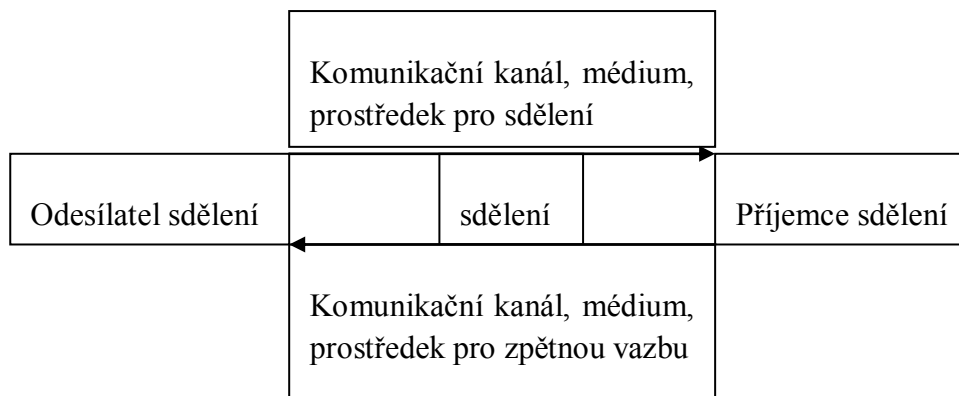 Komunikační kanál, médium,
prostředek pro sdělení
Odesílatel sdělení
sdělení
Příjemce sdělení
Komunikační kanál, médium,
prostředek pro zpětnou vazbu